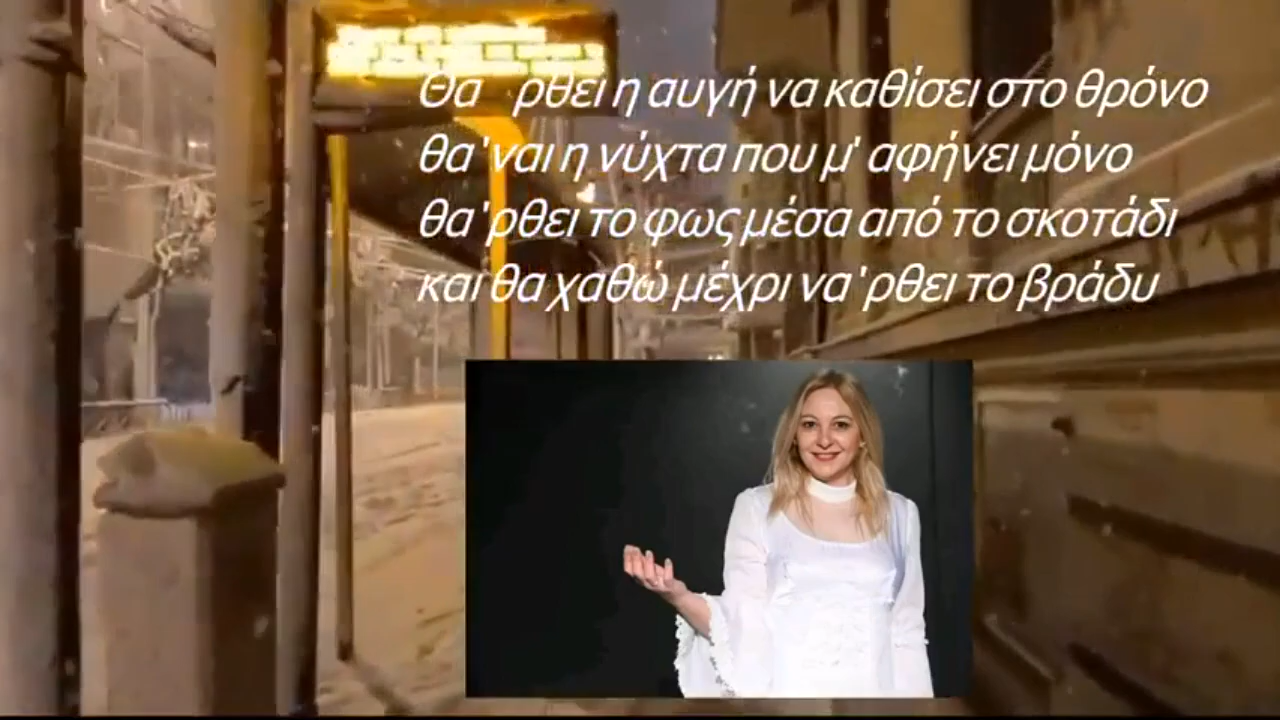 Θα ρθει η αυγή να καθίσει στο θρόνο
θα'ναι η νύχτα που μ' αφήνει μόνο
θα'ρθει το φως μέσα από το σκοτάδι
και θα χαθώ μέχρι να'ρθει το βράδυ